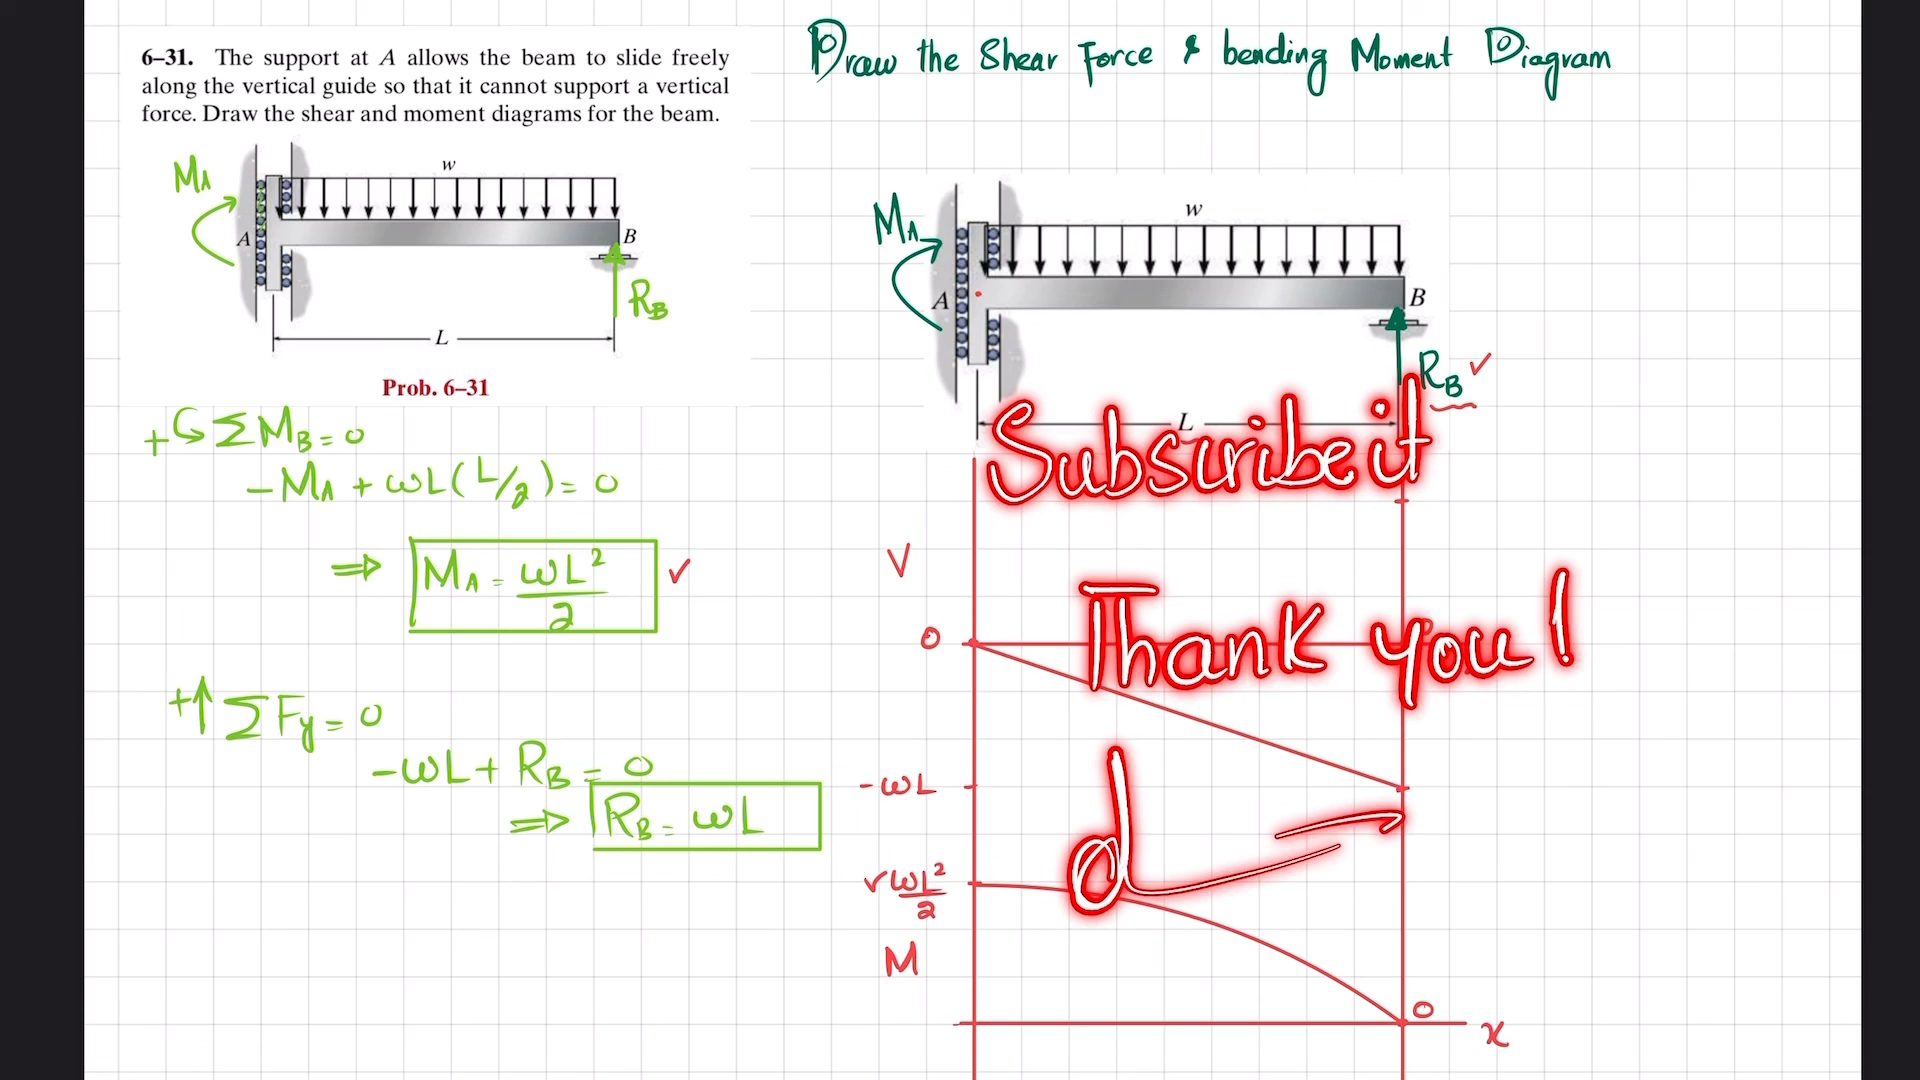 6–31. The support at A allows the beam to slide freely
along the vertical guide so that it cannot support a vertical
force. Draw the shear and moment diagrams for the beam.
w
MA
A
B
RB
L
Prob. 6–31
+ ΣMB = 0
-MA + ωL(L/2) = 0
⇒ MA = ωL²/2 ✓
+↑ ΣFy = 0
-ωL + RB = 0
⇒ RB = ωL
Draw the Shear Force & bending Moment Diagram
w
MA
A
B
RB ✓
L
Subscribe it
V
Thank you!
0
-ωL
✓ωL²/2
M
0
x